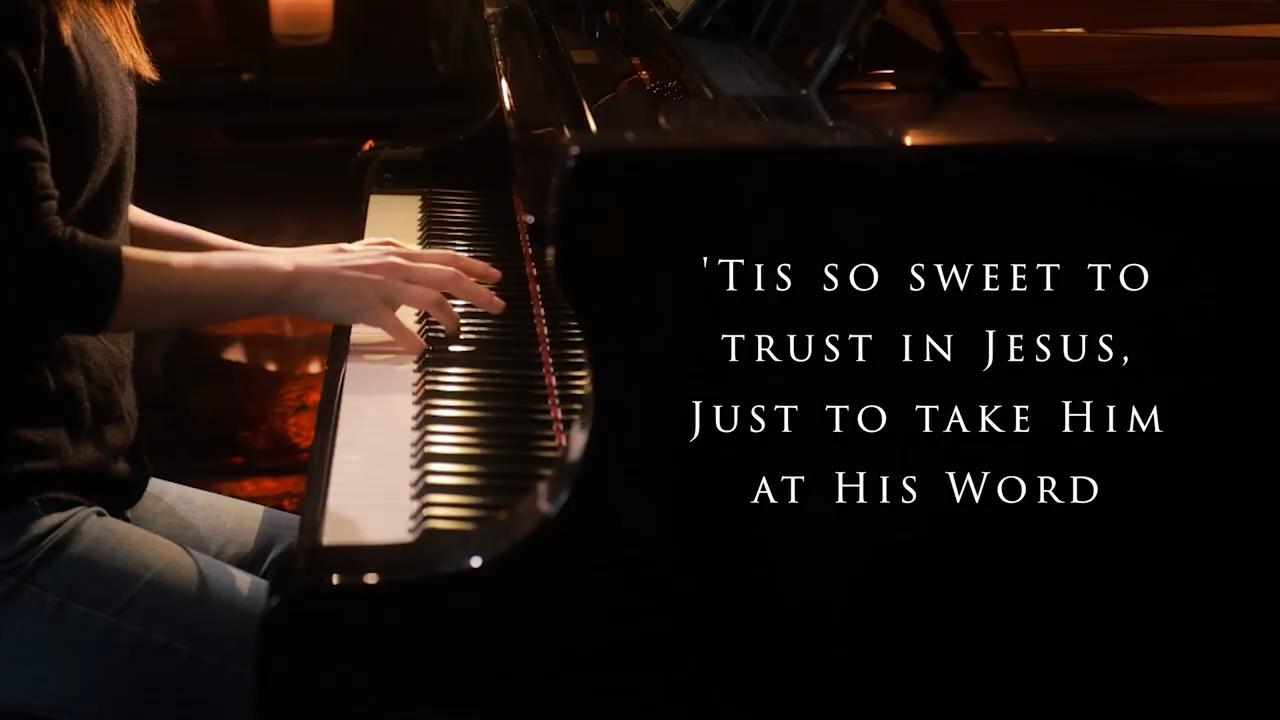 'Tis so sweet to
trust in Jesus,
Just to take Him
at His Word